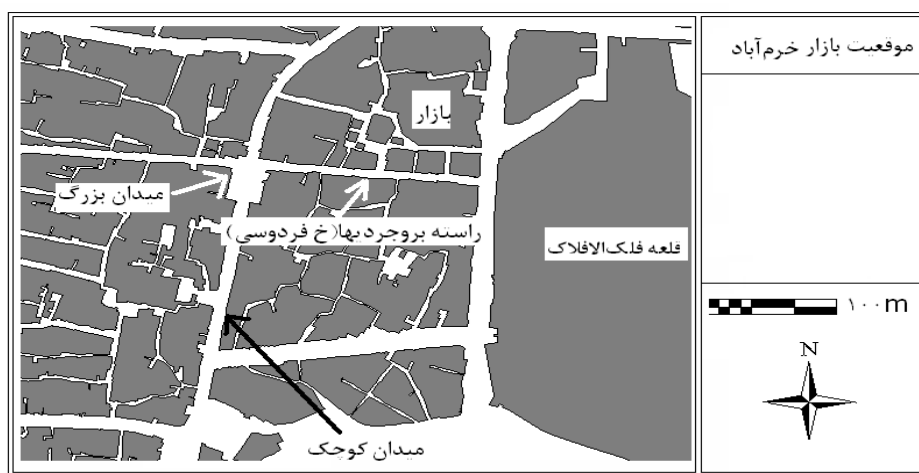 موقعیت بازار خرم‌آباد
بازار
میدان بزرگ
راسته بروجردیها(خ فردوسی)
قلعه فلک‌الافلاک
میدان کوچک
۱۰۰m
N